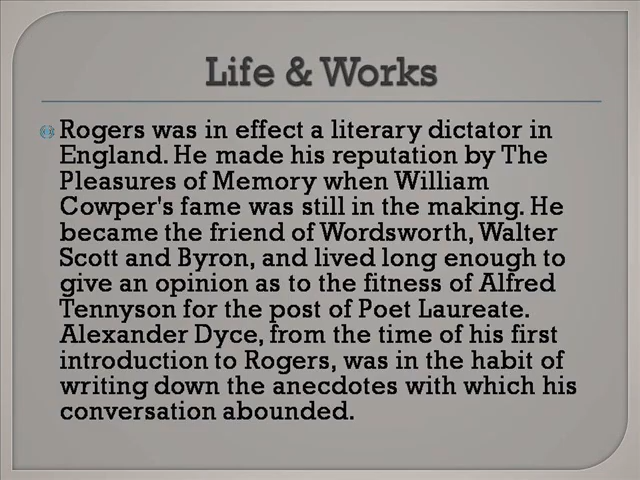 Life & Works
Rogers was in effect a literary dictator in
England. He made his reputation by The
Pleasures of Memory when William
Cowper's fame was still in the making. He
became the friend of Wordsworth, Walter
Scott and Byron, and lived long enough to
give an opinion as to the fitness of Alfred
Tennyson for the post of Poet Laureate.
Alexander Dyce, from the time of his first
introduction to Rogers, was in the habit of
writing down the anecdotes with which his
conversation abounded.